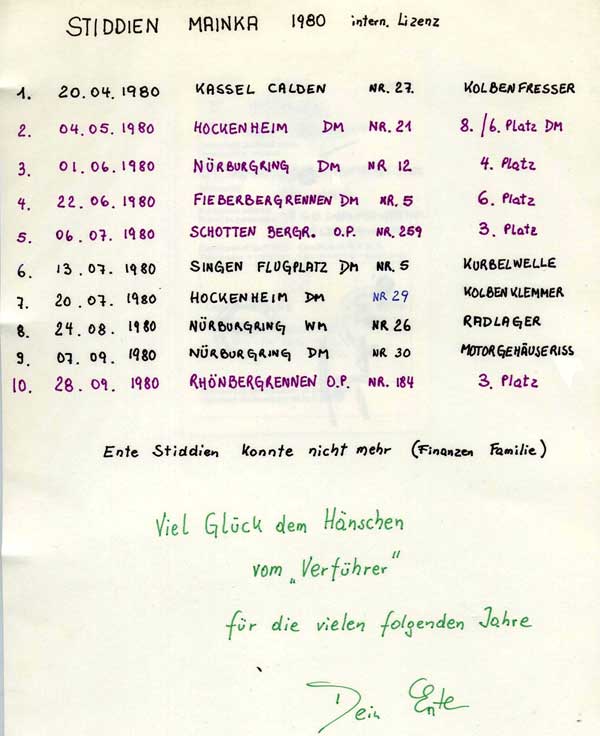 STIDDIEN MAINKA 1980 intern. Lizenz
1. 20.04.1980 KASSEL CALDEN NR. 27. KOLBENFRESSER
2. 04.05.1980 HOCKENHEIM DM NR. 21 8./6. Platz DM
3. 01.06.1980 NÜRBURGRING DM NR 12 4. Platz
4. 22.06.1980 FIEBERBERGRENNEN DM NR. 5 6. Platz
5. 06.07.1980 SCHOTTEN BERGR. O.P. NR. 259 3. Platz
6. 13.07.1980 SINGEN FLUGPLATZ DM NR. 5 KURBELWELLE
7. 20.07.1980 HOCKENHEIM DM NR 29 KOLBENKLEMMER
8. 24.08.1980 NÜRBURGRING WM NR 26 RADLAGER
9. 07.09.1980 NÜRBURGRING DM NR 30 MOTORGEHÄUSERISS
10. 28.09.1980 RHÖNBERGRENNEN O.P. NR. 184 3. Platz
Ente Stiddien konnte nicht mehr (Finanzen Familie)
Viel Glück dem Hänschen
vom „Verführer"
für die vielen folgenden Jahre
Dein Ente